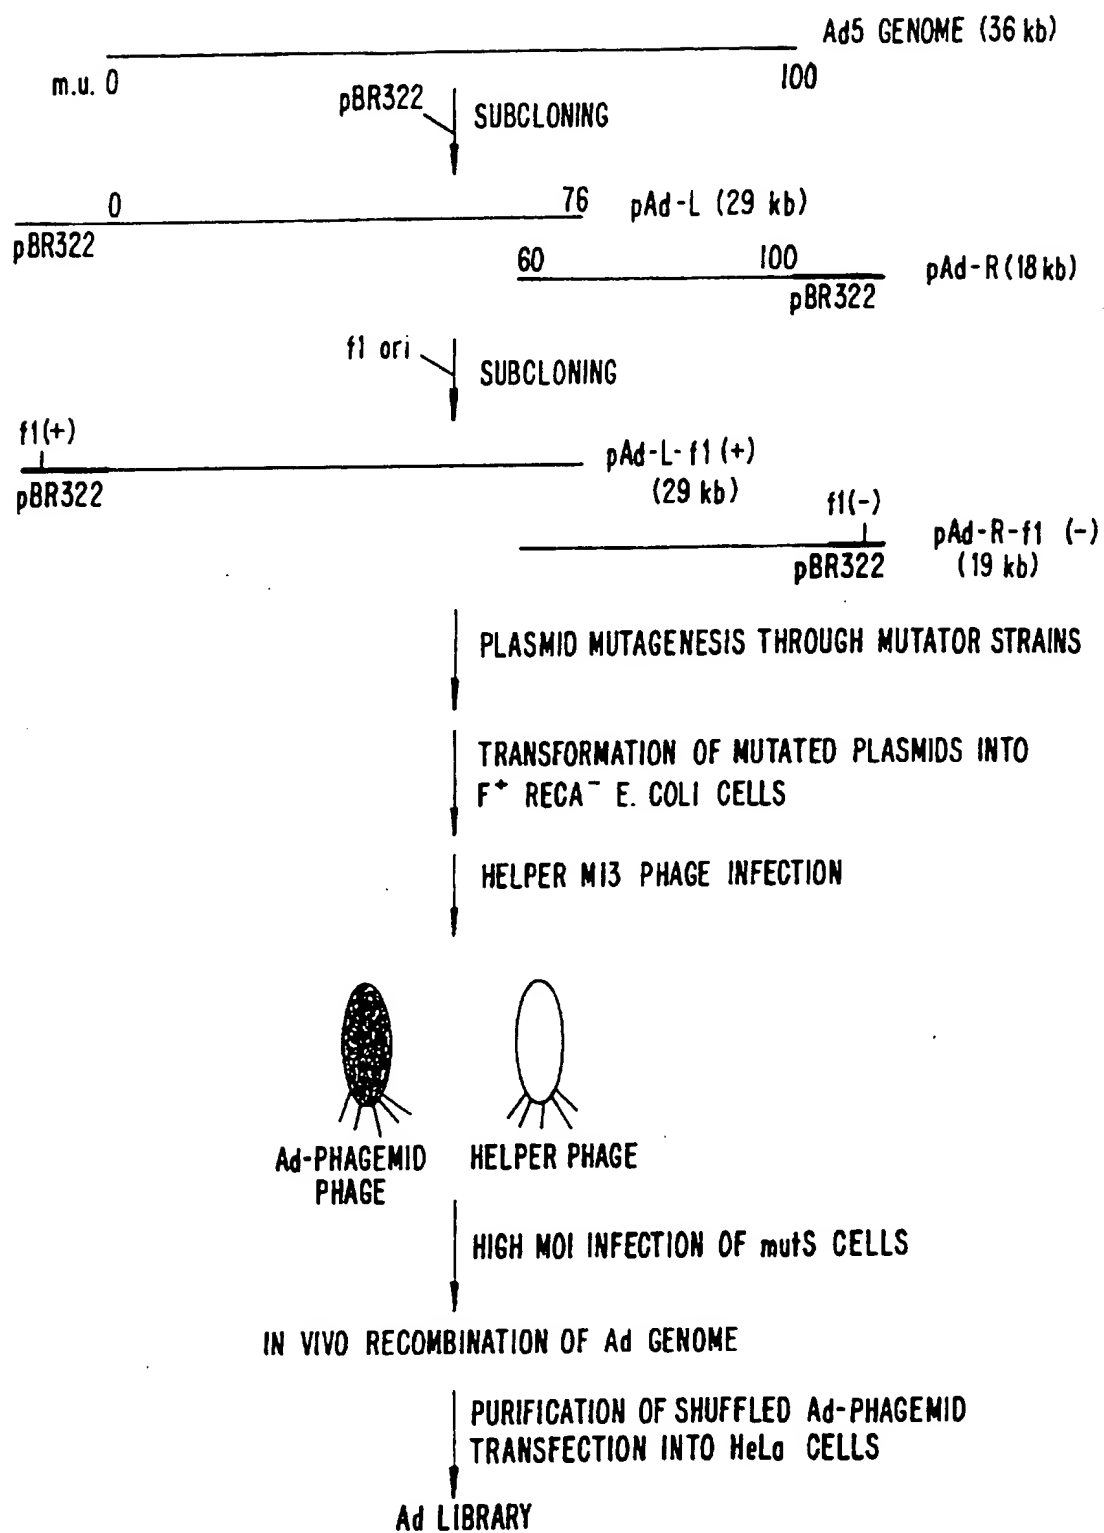 Ad5 GENOME (36 kb)
m.u. 0
100
pBR322
SUBCLONING
0
76
pAd-L (29 kb)
pBR322
60
100
pAd-R (18 kb)
pBR322
f1 ori
SUBCLONING
f1(+)
pBR322
pAd-L-f1 (+)
(29 kb)
f1(-)
pBR322
pAd-R-f1 (-)
(19 kb)
PLASMID MUTAGENESIS THROUGH MUTATOR STRAINS
TRANSFORMATION OF MUTATED PLASMIDS INTO
F⁺ RECA⁻ E. COLI CELLS
HELPER M13 PHAGE INFECTION
Ad-PHAGEMID
PHAGE
HELPER PHAGE
HIGH MOI INFECTION OF mutS CELLS
IN VIVO RECOMBINATION OF Ad GENOME
PURIFICATION OF SHUFFLED Ad-PHAGEMID
TRANSFECTION INTO HeLa CELLS
Ad LIBRARY